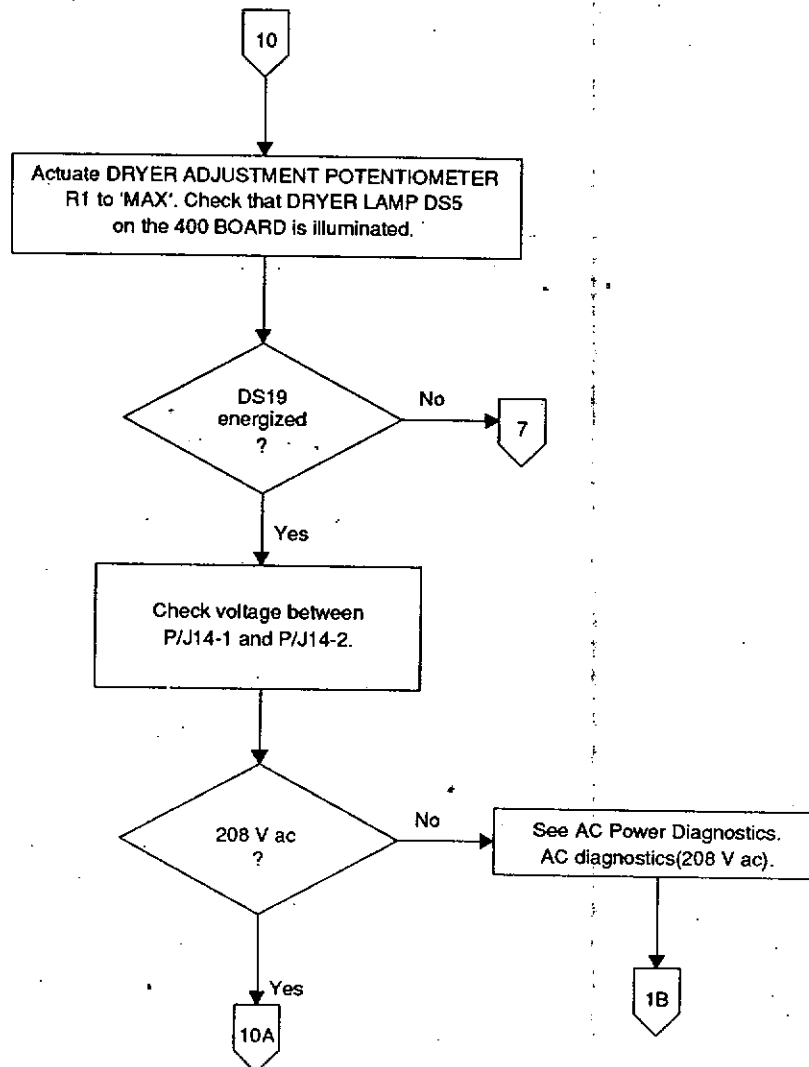 10
Actuate DRYER ADJUSTMENT POTENTIOMETER
R1 to 'MAX'. Check that DRYER LAMP DS5
on the 400 BOARD is illuminated.
DS19
energized
?
No
7
Yes
Check voltage between
P/J14-1 and P/J14-2.
208 V ac
?
No
See AC Power Diagnostics.
AC diagnostics(208 V ac).
Yes
10A
1B